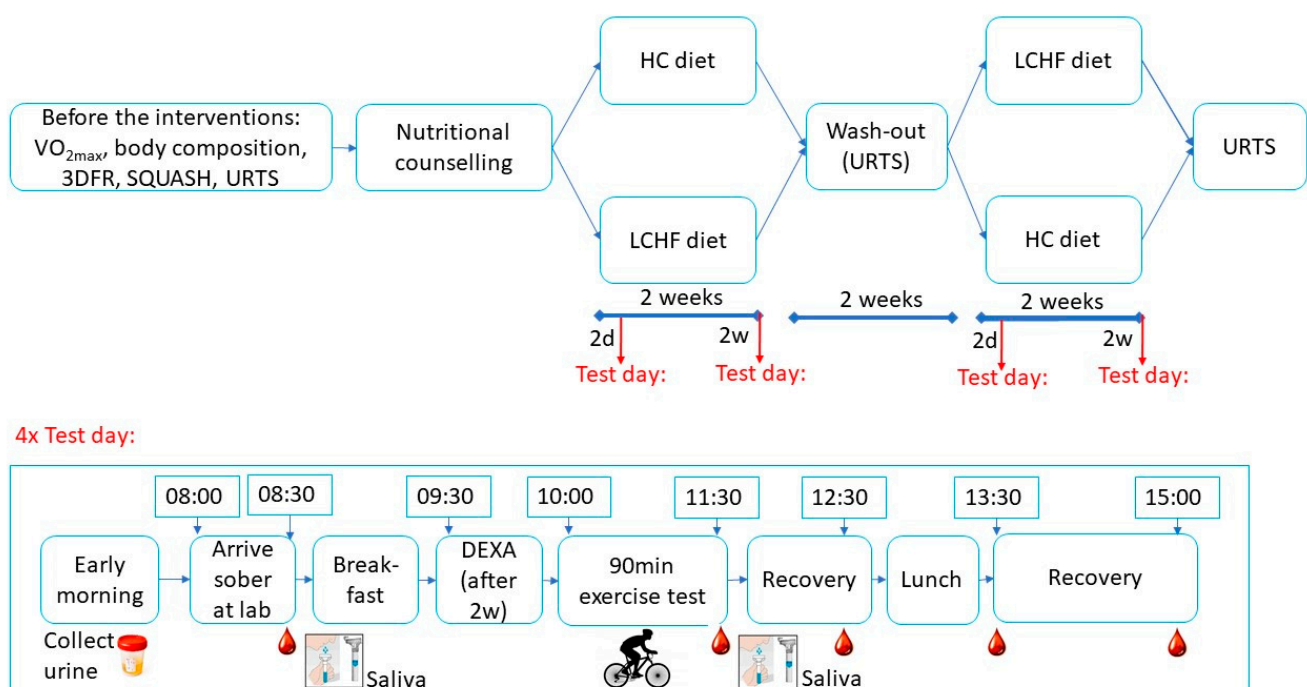 Before the interventions:
VO2max, body composition,
3DFR, SQUASH, URTS
Nutritional
counselling
HC diet
LCHF diet
Wash-out
(URTS)
LCHF diet
HC diet
URTS
2 weeks
2 weeks
2 weeks
2d
2w
2d
2w
Test day:
Test day:
Test day:
Test day:
4x Test day:
08:00
08:30
09:30
10:00
11:30
12:30
13:30
15:00
Early
morning
Arrive
sober
at lab
Break-
fast
DEXA
(after
2w)
90min
exercise test
Recovery
Lunch
Recovery
Collect
urine
Saliva
Saliva